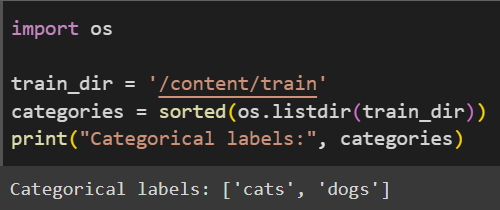 import os
train_dir = '/content/train'
categories = sorted(os.listdir(train_dir))
print("Categorical labels:", categories)
Categorical labels: ['cats', 'dogs']